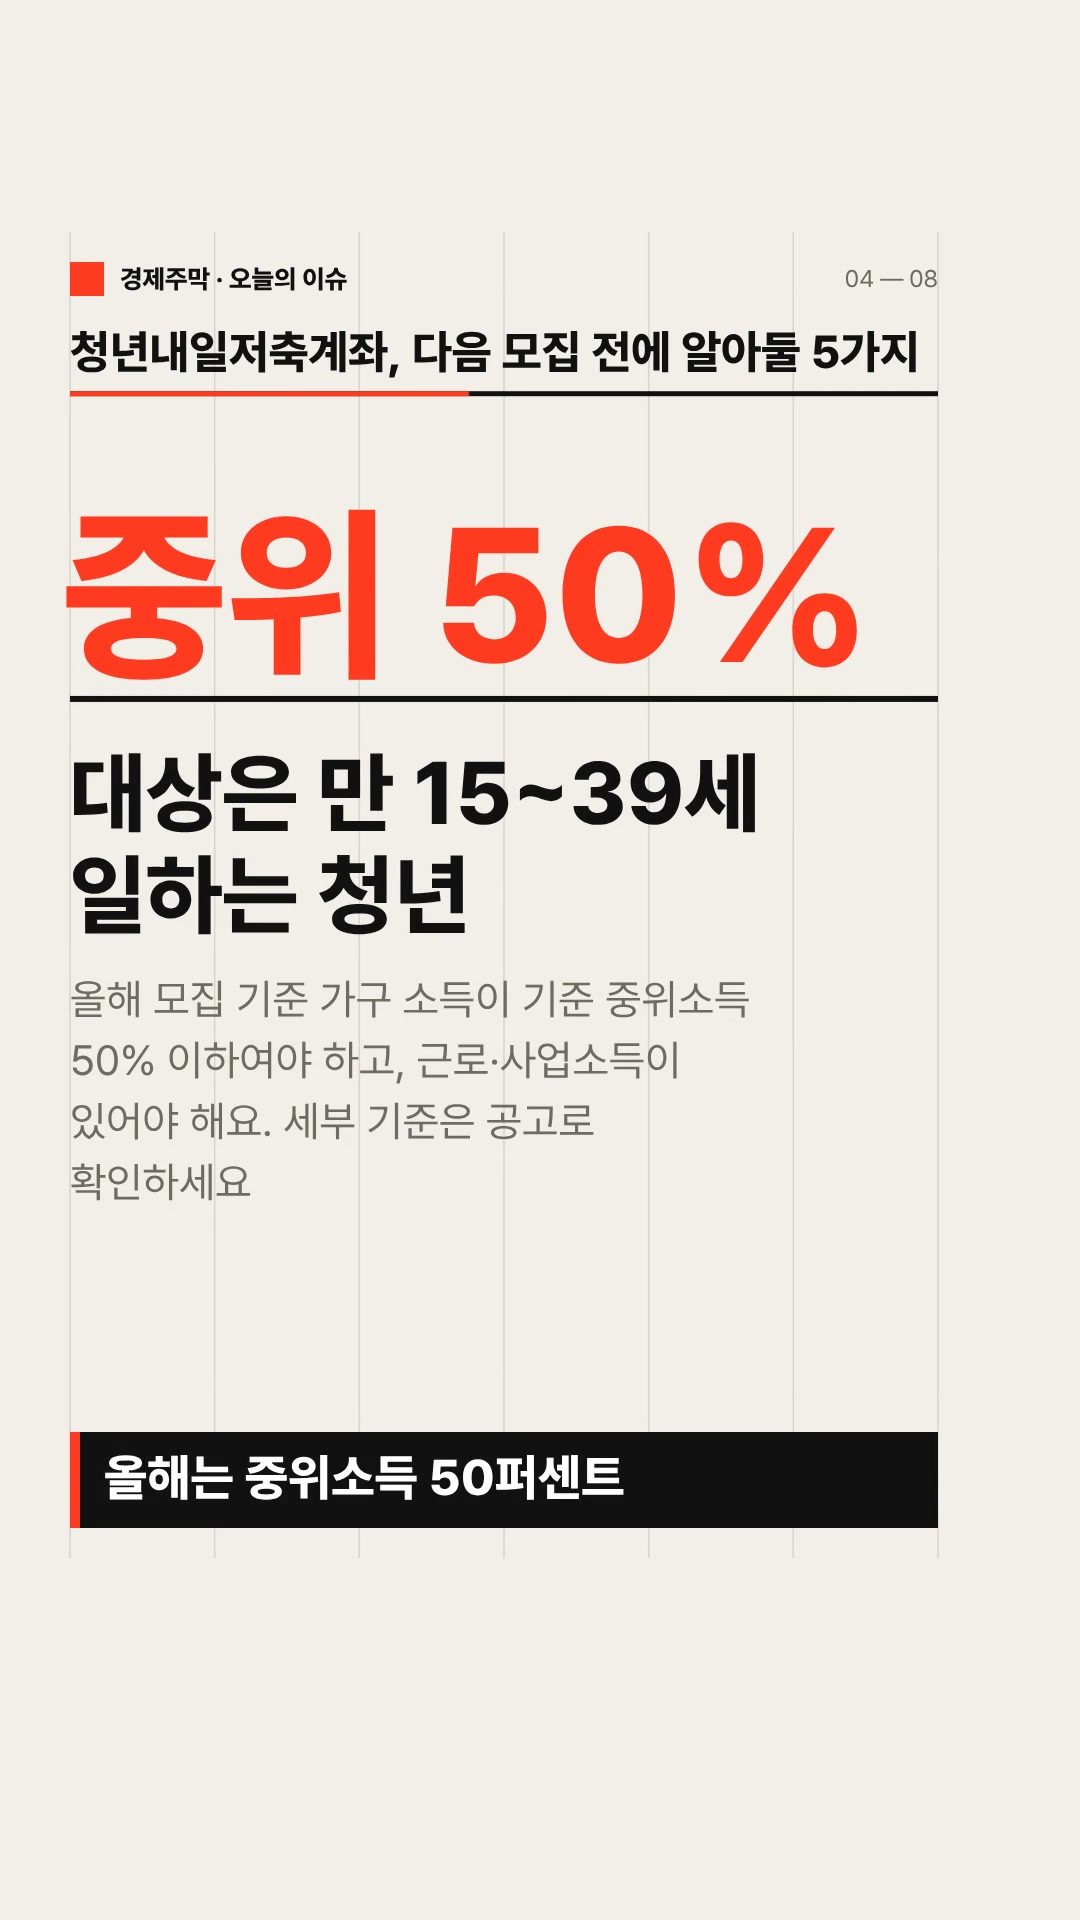 경제주막 · 오늘의 이슈
04 — 08
청년내일저축계좌, 다음 모집 전에 알아둘 5가지
중위 50%
대상은 만 15~39세
일하는 청년
올해 모집 기준 가구 소득이 기준 중위소득
50% 이하여야 하고, 근로·사업소득이
있어야 해요. 세부 기준은 공고로
확인하세요
올해는 중위소득 50퍼센트